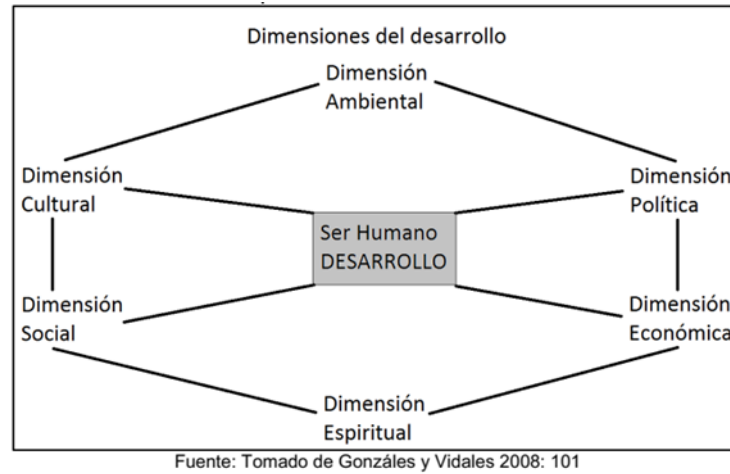 Dimensiones del desarrollo
Dimensión
Ambiental
Dimensión
Cultural
Dimensión
Política
Ser Humano
DESARROLLO
Dimensión
Social
Dimensión
Económica
Dimensión
Espiritual
Fuente: Tomado de Gonzáles y Vidales 2008: 101